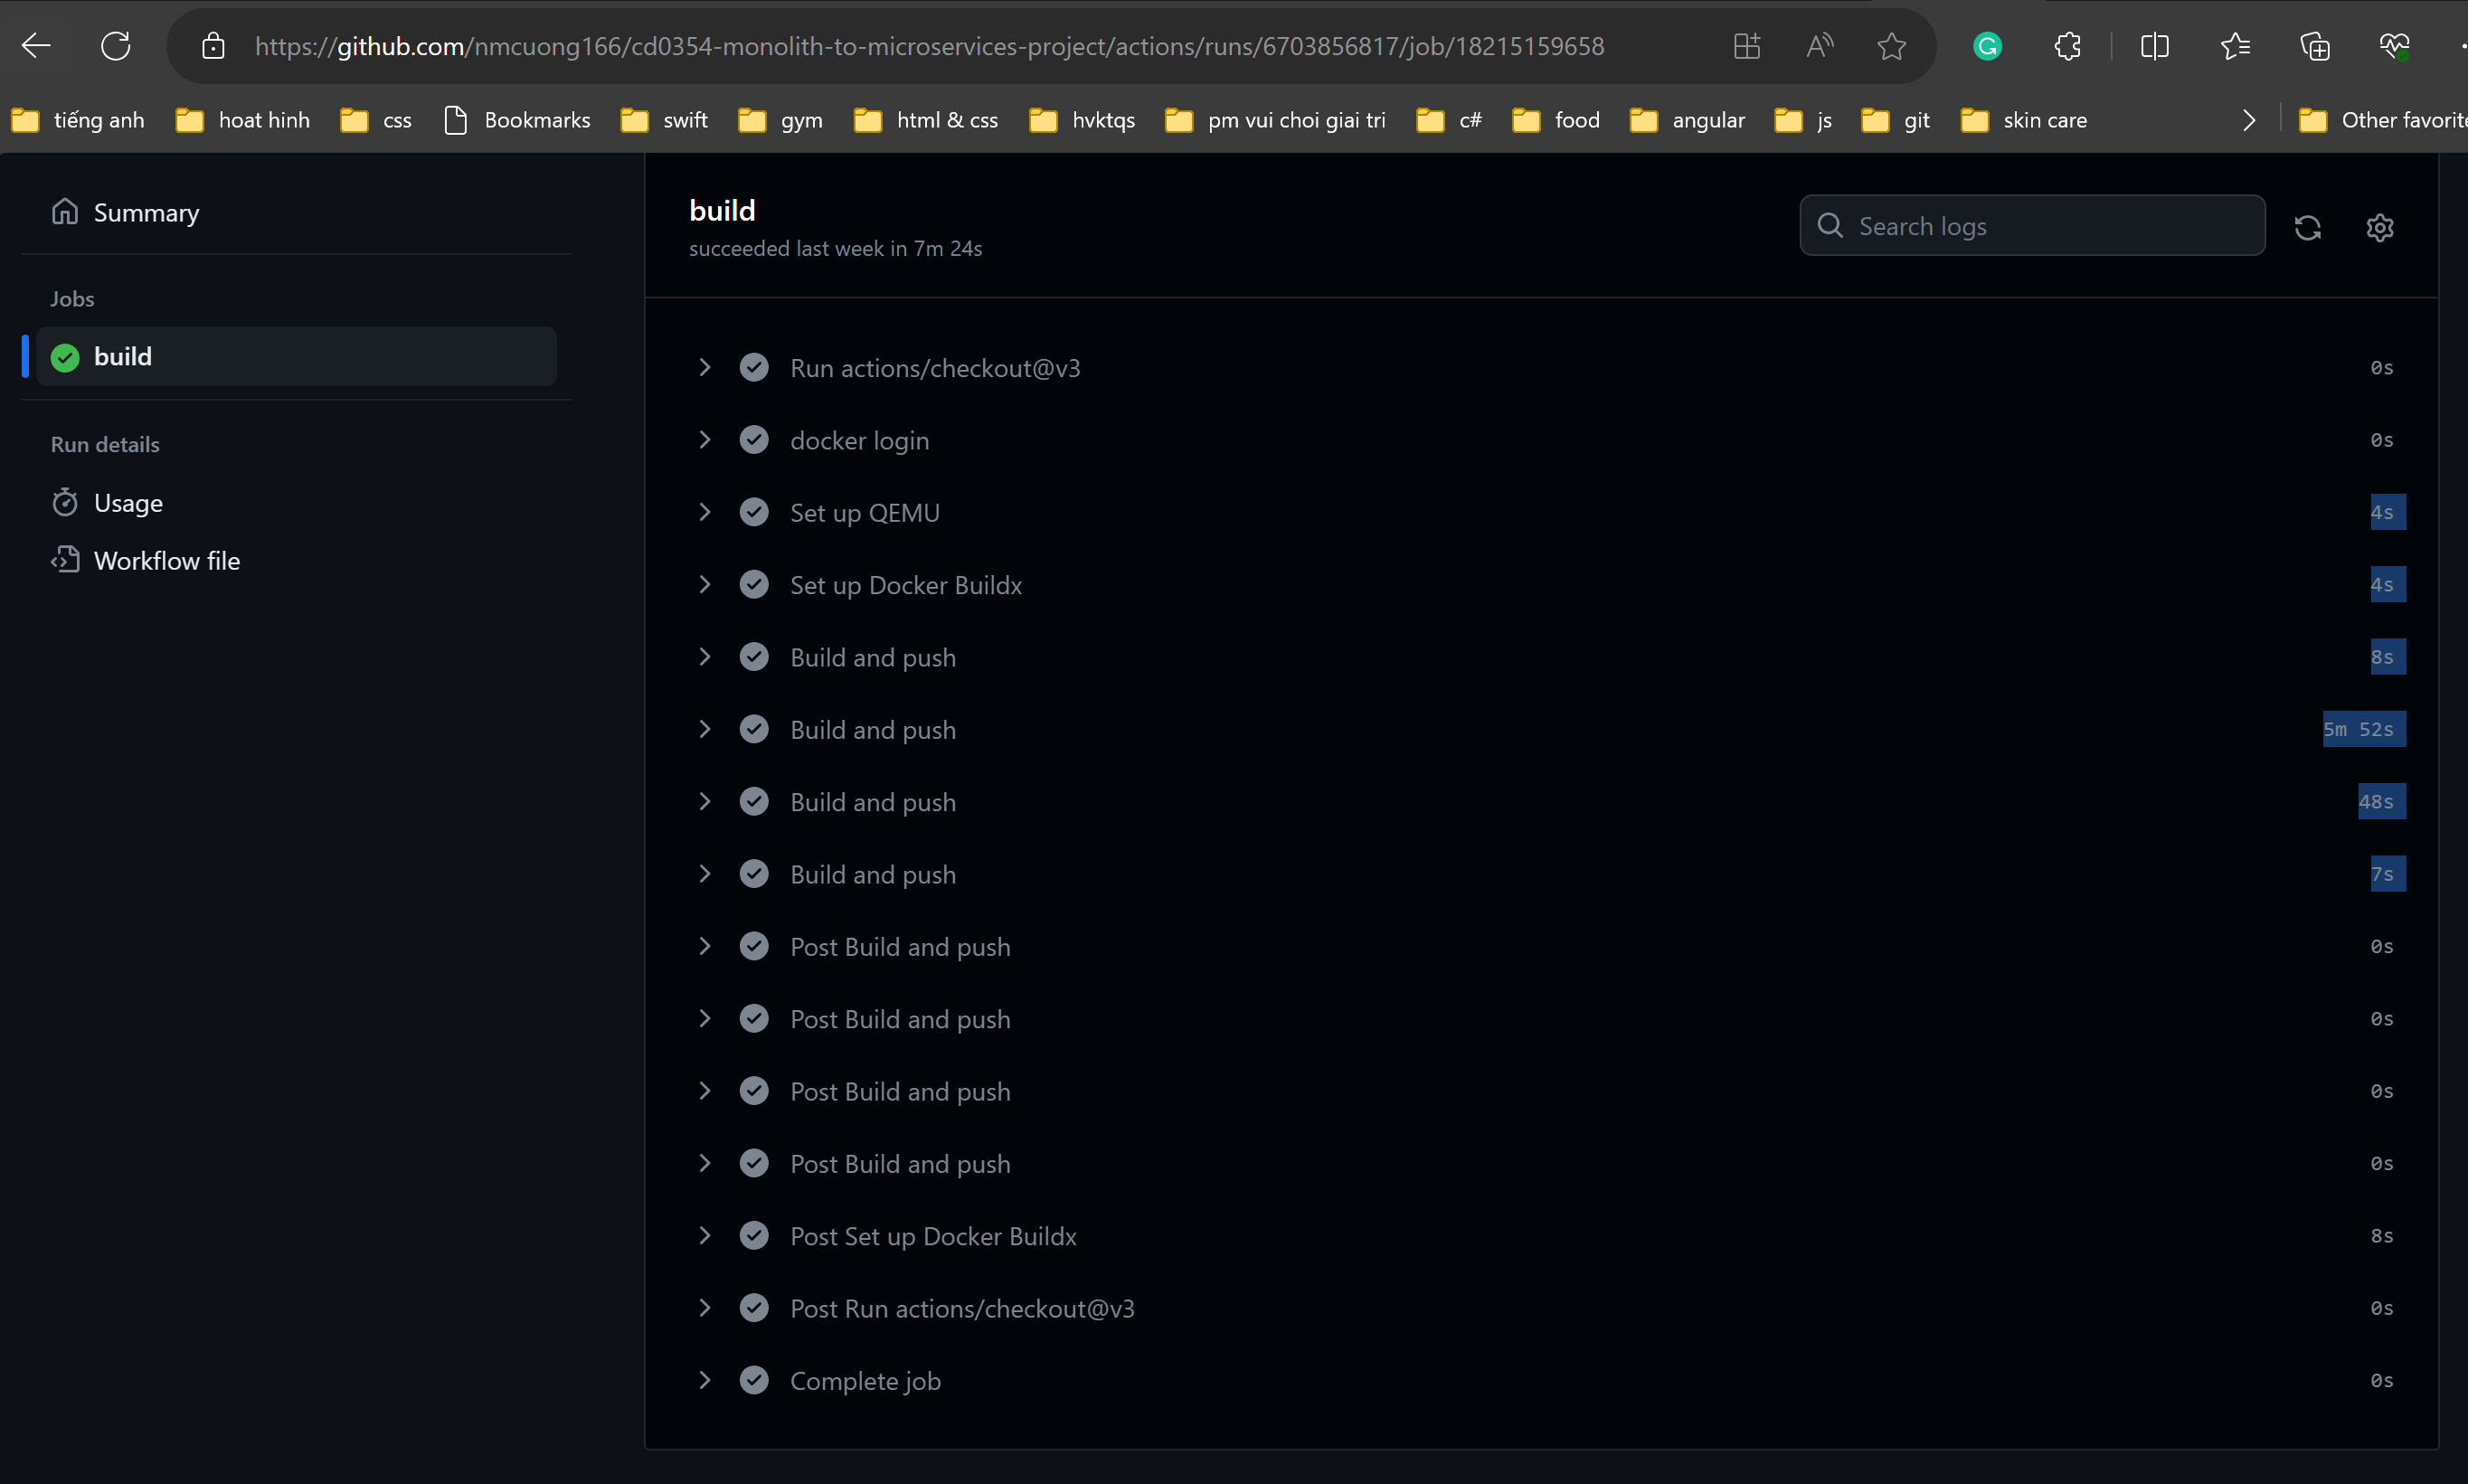 https://github.com/nmcuong166/cd0354-monolith-to-microservices-project/actions/runs/6703856817/job/18215159658
tiếng anh hoat hinh css Bookmarks swift gym html & css hvktqs pm vui choi giai tri c# food angular js git skin care Other favorite
Summary
Jobs
build
Run details
Usage
Workflow file
build
succeeded last week in 7m 24s
Search logs
Run actions/checkout@v3 0s
docker login 0s
Set up QEMU 4s
Set up Docker Buildx 4s
Build and push 8s
Build and push 5m 52s
Build and push 48s
Build and push 7s
Post Build and push 0s
Post Build and push 0s
Post Build and push 0s
Post Build and push 0s
Post Set up Docker Buildx 8s
Post Run actions/checkout@v3 0s
Complete job 0s